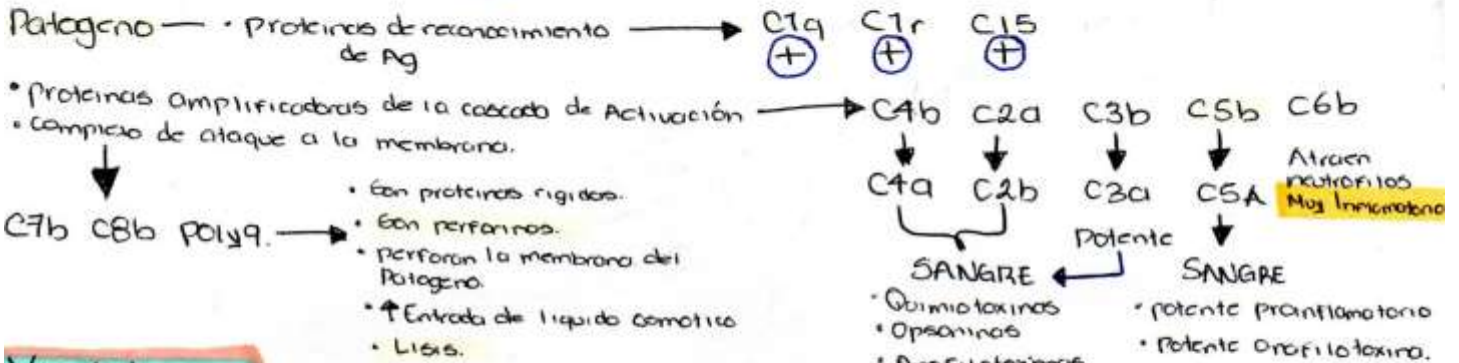 Patogeno — • proteinas de reconocimiento de Ag → C1q C1r C1S
+ + +
• proteinas amplificadoras de la cascada de Activación → C4b C2a C3b C5b C6b
• complejo de ataque a la membrana.
C4a C2b C3a C5A
Atraen neutrofilos
C7b C8b poly9. →
• Son proteinas rigidas.
• Son perforinas.
• perforan la membrana del Patogeno.
• ↑ Entrada de liquido osmotico
• Lisis.
Potente
SANGRE
• Quimiotoxinas
• Opsoninas
SANGRE
• potente proinflamatorio
• Potente anafilotoxina.